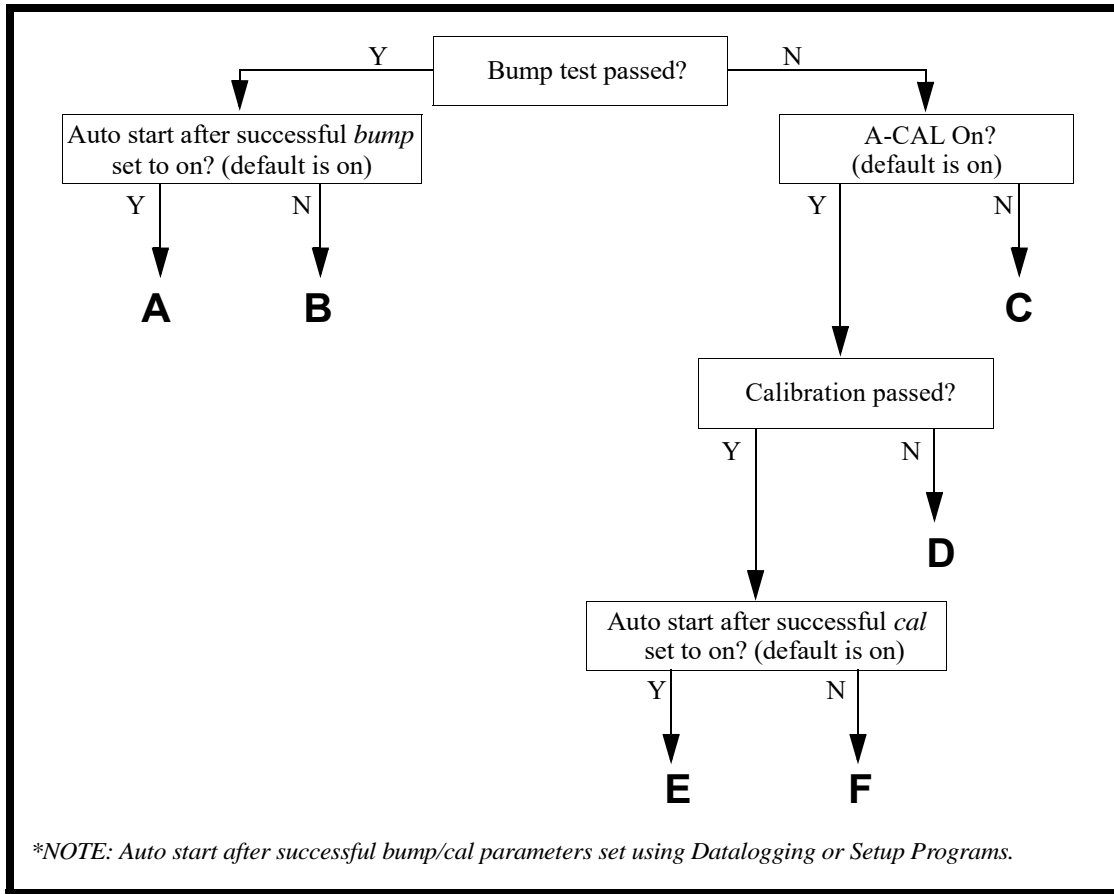 Y
Bump test passed?
N
Auto start after successful bump
set to on? (default is on)
A-CAL On?
(default is on)
Y
N
Y
N
A
B
C
Calibration passed?
Y
N
D
Auto start after successful cal
set to on? (default is on)
Y
N
E
F
*NOTE: Auto start after successful bump/cal parameters set using Datalogging or Setup Programs.